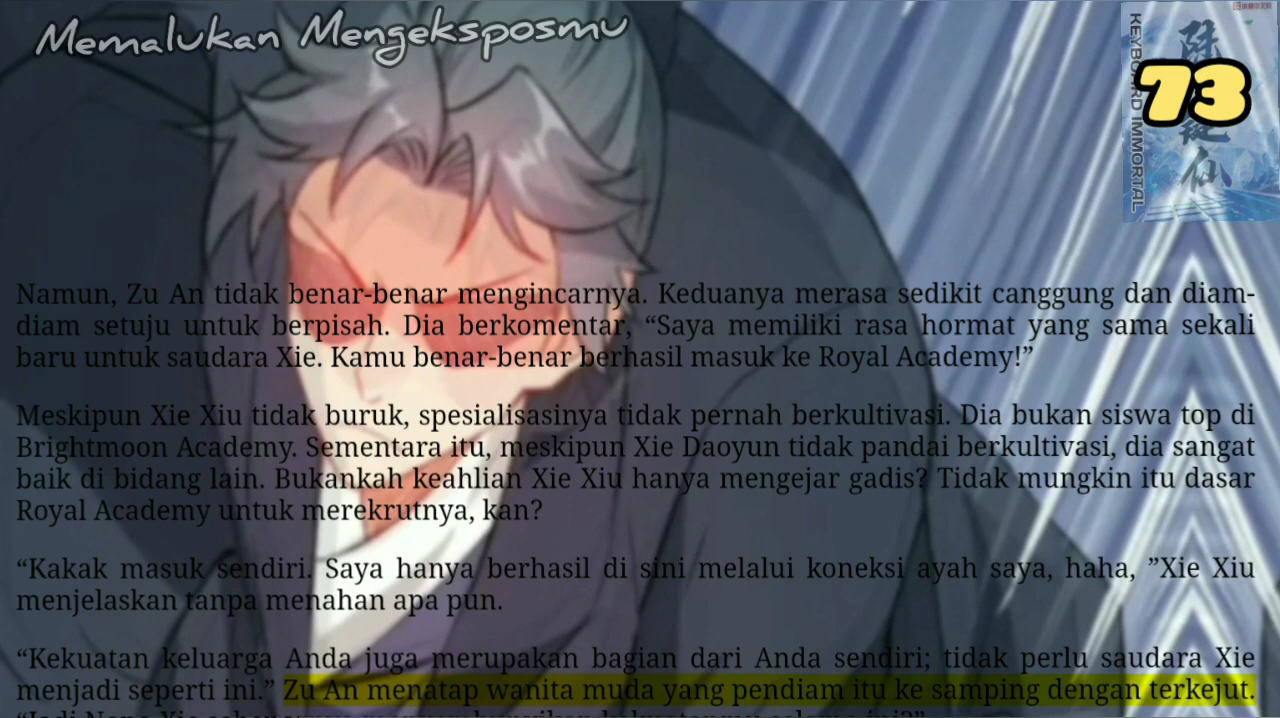 Memalukan Mengeksposmu
73
KEYBOARD IMMORTAL
Namun, Zu An tidak benar-benar mengincarnya. Keduanya merasa sedikit canggung dan diam-
diam setuju untuk berpisah. Dia berkomentar, “Saya memiliki rasa hormat yang sama sekali
baru untuk saudara Xie. Kamu benar-benar berhasil masuk ke Royal Academy!”
Meskipun Xie Xiu tidak buruk, spesialisasinya tidak pernah berkultivasi. Dia bukan siswa top di
Brightmoon Academy. Sementara itu, meskipun Xie Daoyun tidak pandai berkultivasi, dia sangat
baik di bidang lain. Bukankah keahlian Xie Xiu hanya mengejar gadis? Tidak mungkin itu dasar
Royal Academy untuk merekrutnya, kan?
“Kakak masuk sendiri. Saya hanya berhasil di sini melalui koneksi ayah saya, haha, ”Xie Xiu
menjelaskan tanpa menahan apa pun.
“Kekuatan keluarga Anda juga merupakan bagian dari Anda sendiri; tidak perlu saudara Xie
menjadi seperti ini.” Zu An menatap wanita muda yang pendiam itu ke samping dengan terkejut.